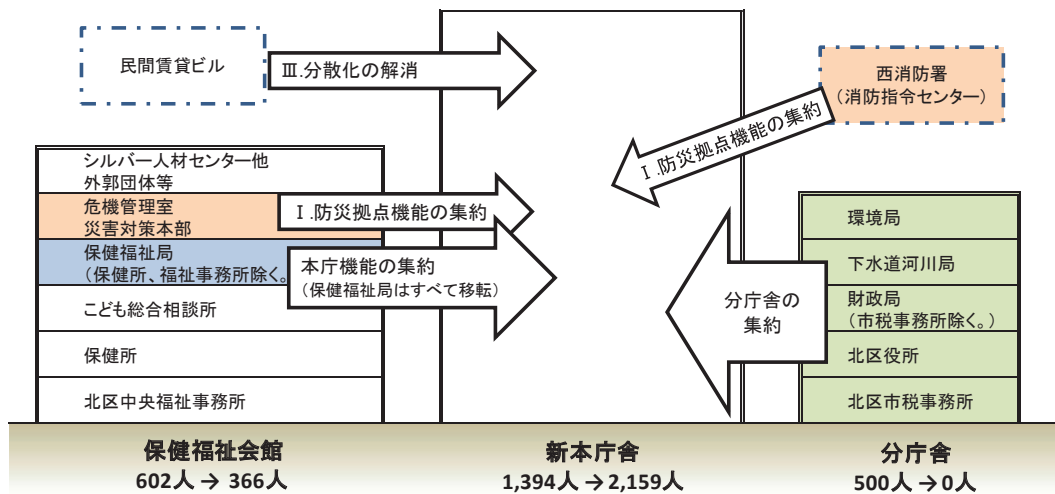 民間賃貸ビル
Ⅲ.分散化の解消
西消防署
(消防指令センター)
Ⅰ.防災拠点機能の集約
シルバー人材センター他
外郭団体等
危機管理室
災害対策本部
Ⅰ.防災拠点機能の集約
保健福祉局
(保健所、福祉事務所除く。
本庁機能の集約
(保健福祉局はすべて移転)
こども総合相談所
保健所
北区中央福祉事務所
分庁舎の
集約
環境局
下水道河川局
財政局
(市税事務所除く。)
北区役所
北区市税事務所
保健福祉会館
602人 → 366人
新本庁舎
1,394人 → 2,159人
分庁舎
500人 → 0人